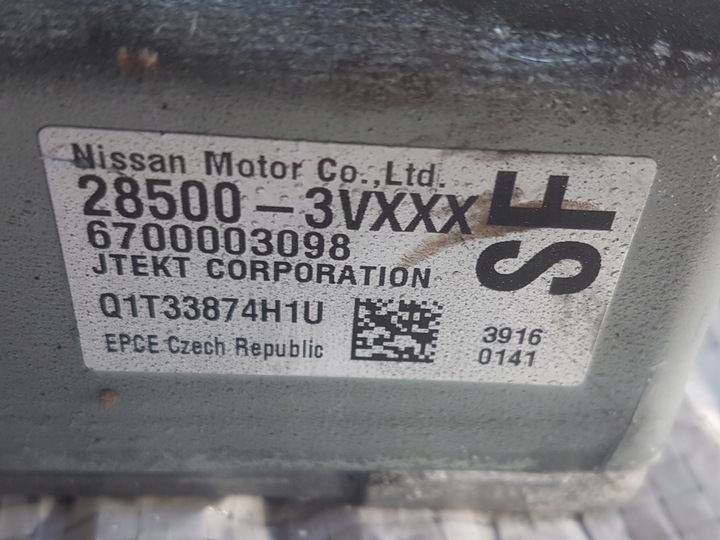 Nissan Motor Co.,Ltd.
28500-3VXXX
6700003098
JTEKT CORPORATION
Q1T33874H1U
EPCE Czech Republic
3916
0141
SF